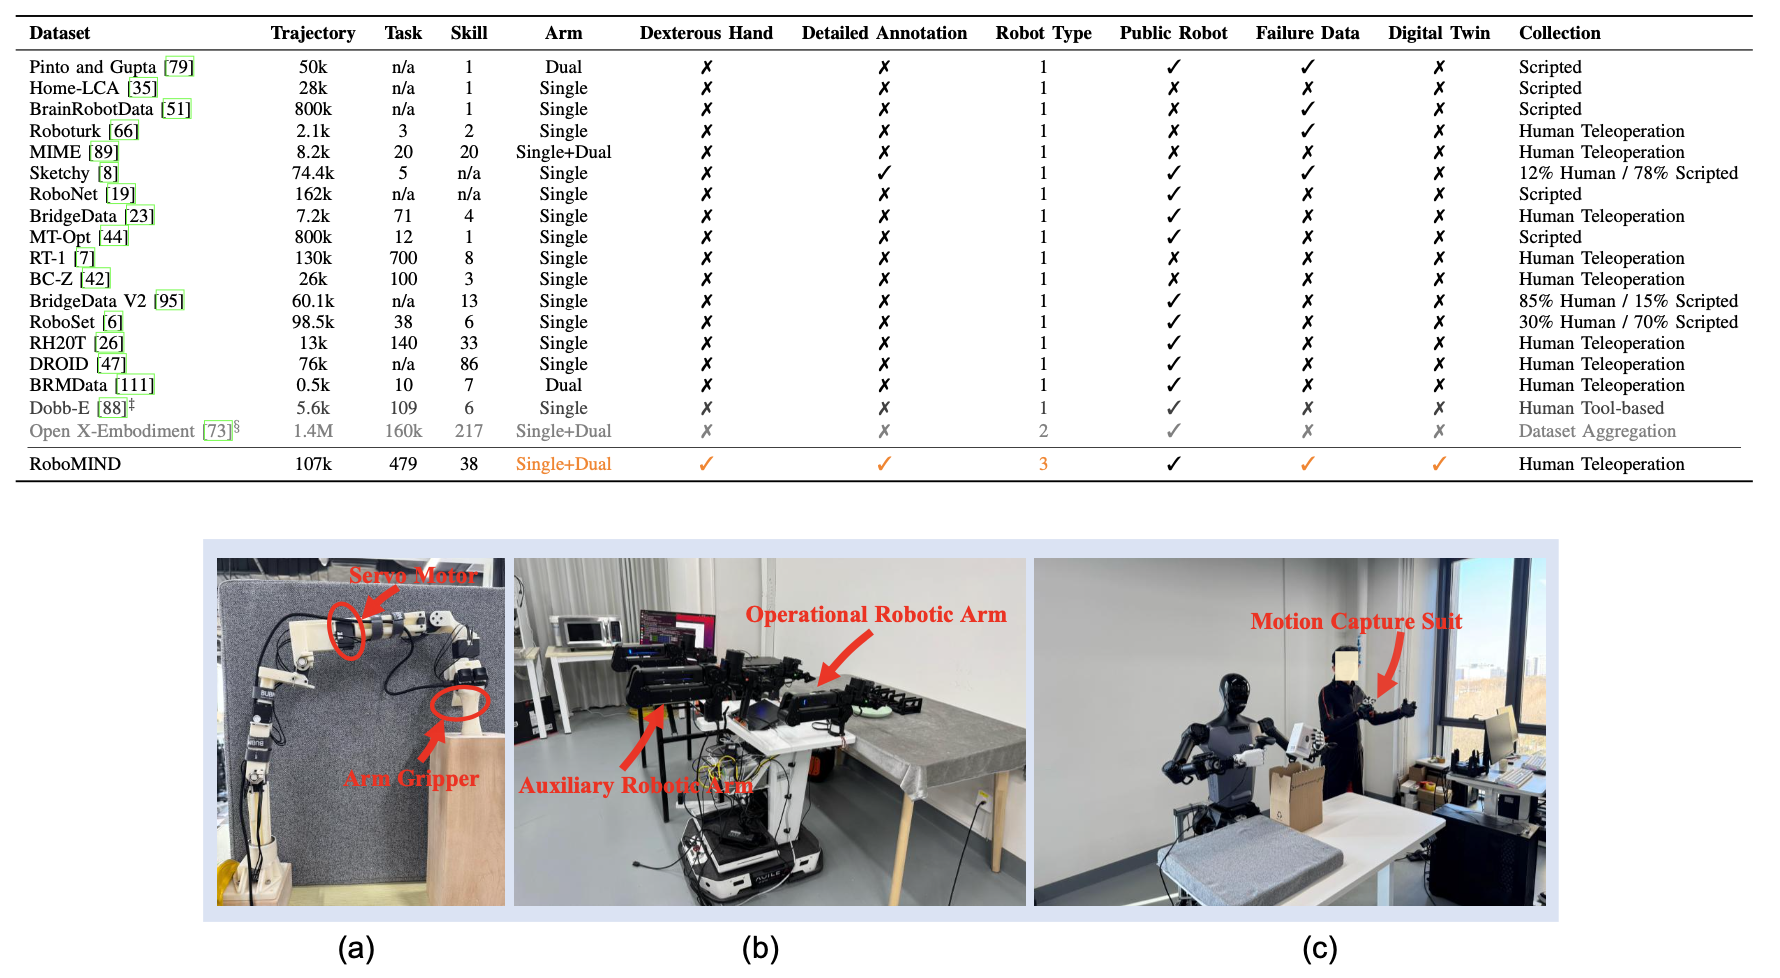 Dataset Trajectory Task Skill Arm Dexterous Hand Detailed Annotation Robot Type Public Robot Failure Data Digital Twin Collection
Pinto and Gupta [79] 50k n/a 1 Dual ✗ ✗ 1 ✓ ✓ ✗ Scripted
Home-LCA [35] 28k n/a 1 Single ✗ ✗ 1 ✗ ✗ ✗ Scripted
BrainRobotData [51] 800k n/a 1 Single ✗ ✗ 1 ✗ ✓ ✗ Scripted
Roboturk [66] 2.1k 3 2 Single ✗ ✗ 1 ✗ ✓ ✗ Human Teleoperation
MIME [89] 8.2k 20 20 Single+Dual ✗ ✗ 1 ✗ ✗ ✗ Human Teleoperation
Sketchy [8] 74.4k 5 n/a Single ✗ ✓ 1 ✓ ✓ ✗ 12% Human / 78% Scripted
RoboNet [19] 162k n/a n/a Single ✗ ✗ 1 ✓ ✗ ✗ Scripted
BridgeData [23] 7.2k 71 4 Single ✗ ✗ 1 ✓ ✗ ✗ Human Teleoperation
MT-Opt [44] 800k 12 1 Single ✗ ✗ 1 ✓ ✗ ✗ Scripted
RT-1 [7] 130k 700 8 Single ✗ ✗ 1 ✗ ✗ ✗ Human Teleoperation
BC-Z [42] 26k 100 3 Single ✗ ✗ 1 ✗ ✗ ✗ Human Teleoperation
BridgeData V2 [95] 60.1k n/a 13 Single ✗ ✗ 1 ✓ ✗ ✗ 85% Human / 15% Scripted
RoboSet [6] 98.5k 38 6 Single ✗ ✗ 1 ✓ ✗ ✗ 30% Human / 70% Scripted
RH20T [26] 13k 140 33 Single ✗ ✗ 1 ✓ ✗ ✗ Human Teleoperation
DROID [47] 76k n/a 86 Single ✗ ✗ 1 ✓ ✗ ✗ Human Teleoperation
BRMData [111] 0.5k 10 7 Dual ✗ ✗ 1 ✓ ✗ ✗ Human Teleoperation
Dobb-E [88]‡ 5.6k 109 6 Single ✗ ✗ 1 ✓ ✗ ✗ Human Tool-based
Open X-Embodiment [73]§ 1.4M 160k 217 Single+Dual ✗ ✗ 2 ✓ ✗ ✗ Dataset Aggregation
RoboMIND 107k 479 38 Single+Dual ✓ ✓ 3 ✓ ✓ ✓ Human Teleoperation
Servo Motor
Arm Gripper
Operational Robotic Arm
Auxiliary Robotic Arm
Motion Capture Suit
(a) (b) (c)